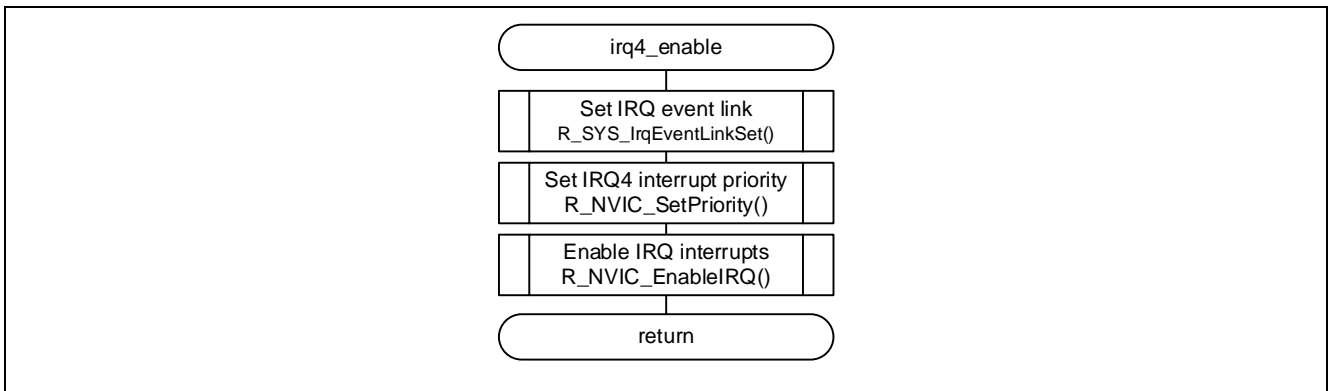 irq4_enable
Set IRQ event link
R_SYS_IrqEventLinkSet()
Set IRQ4 interrupt priority
R_NVIC_SetPriority()
Enable IRQ interrupts
R_NVIC_EnableIRQ()
return